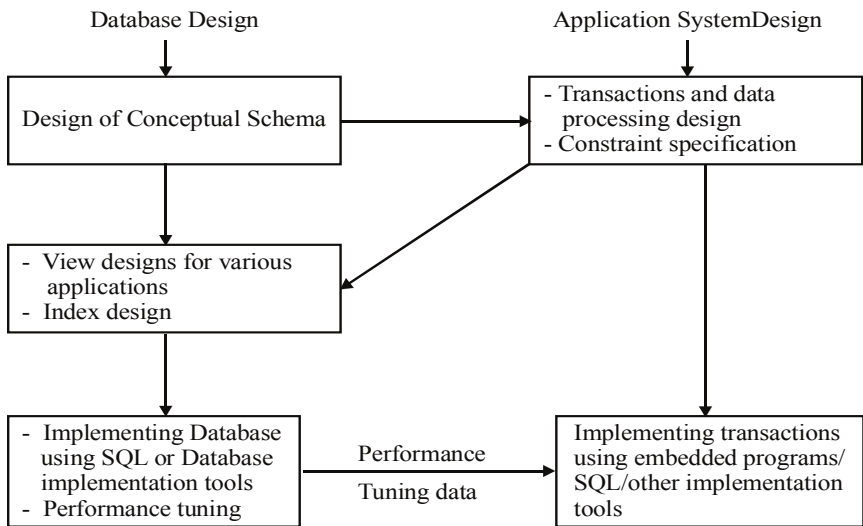 Database Design
Application SystemDesign
Design of Conceptual Schema
- Transactions and data
processing design
- Constraint specification
- View designs for various
applications
- Index design
- Implementing Database
using SQL or Database
implementation tools
- Performance tuning
Performance
Tuning data
Implementing transactions
using embedded programs/
SQL/other implementation
tools